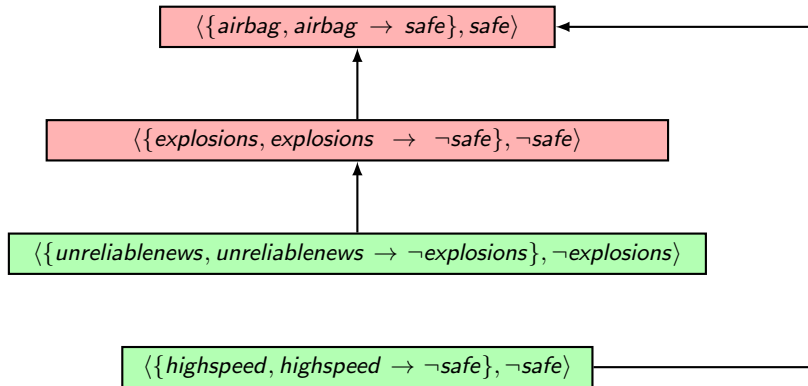 ⟨{airbag, airbag → safe}, safe⟩
⟨{explosions, explosions → ¬safe}, ¬safe⟩
⟨{unreliablenews, unreliablenews → ¬explosions}, ¬explosions⟩
⟨{highspeed, highspeed → ¬safe}, ¬safe⟩